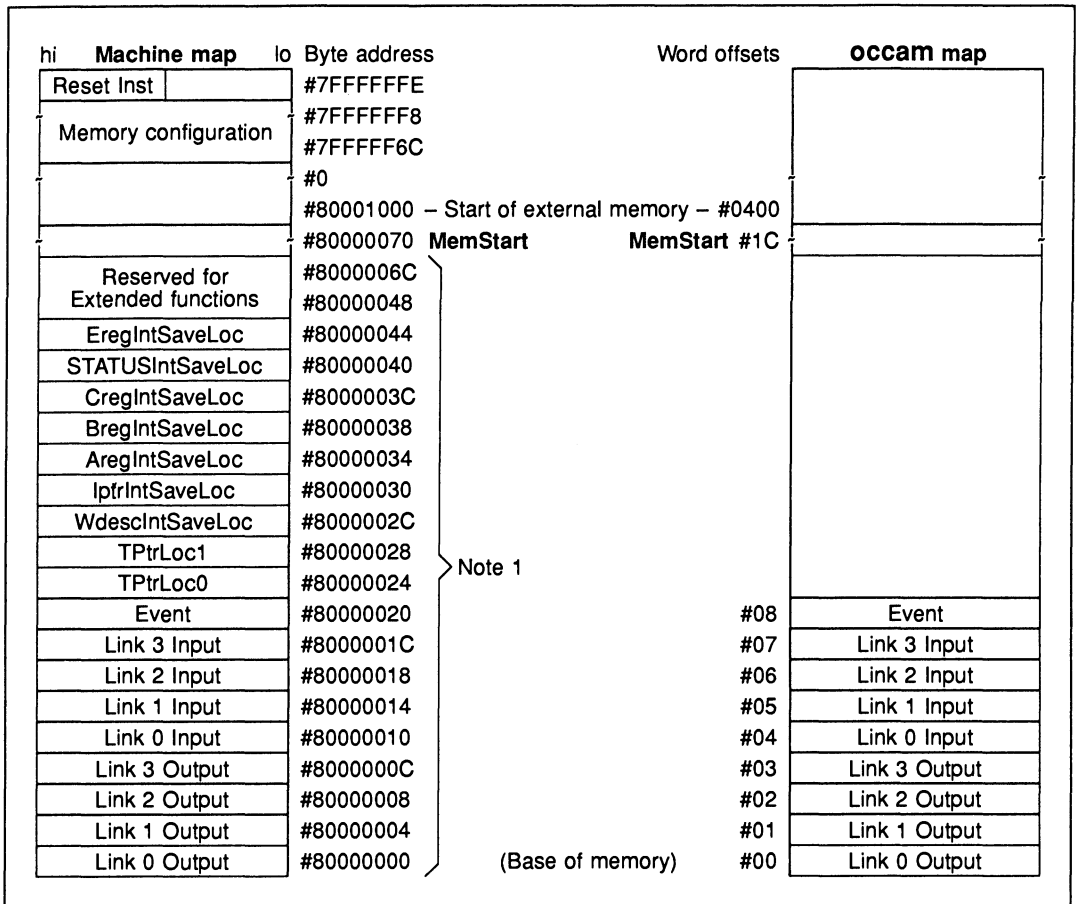 hi Machine map lo Byte address Word offsets occam map
Reset Inst #7FFFFFFE
#7FFFFFF8
Memory configuration
#7FFFFF6C
#0
#80001000 – Start of external memory – #0400
#80000070 MemStart MemStart #1C
Reserved for #8000006C
Extended functions #80000048
EregIntSaveLoc #80000044
STATUSIntSaveLoc #80000040
CregIntSaveLoc #8000003C
BregIntSaveLoc #80000038
AregIntSaveLoc #80000034
IptrIntSaveLoc #80000030
WdescIntSaveLoc #8000002C
TPtrLoc1 #80000028
Note 1
TPtrLoc0 #80000024
Event #80000020 #08 Event
Link 3 Input #8000001C #07 Link 3 Input
Link 2 Input #80000018 #06 Link 2 Input
Link 1 Input #80000014 #05 Link 1 Input
Link 0 Input #80000010 #04 Link 0 Input
Link 3 Output #8000000C #03 Link 3 Output
Link 2 Output #80000008 #02 Link 2 Output
Link 1 Output #80000004 #01 Link 1 Output
Link 0 Output #80000000 (Base of memory) #00 Link 0 Output